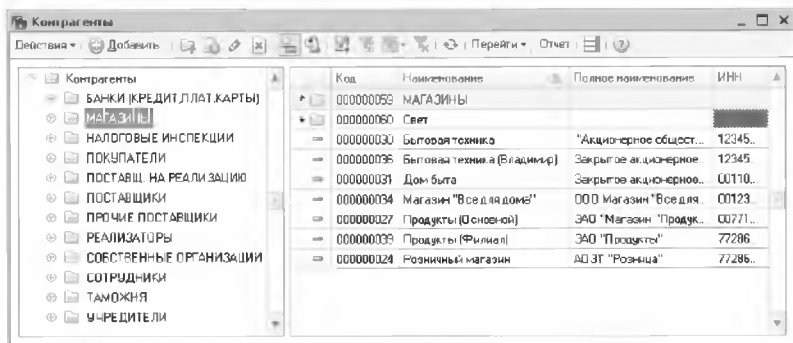 Контрагенты
Действия Добавить Перейти Отчет
Контрагенты
БАНКИ (КРЕДИТ,ПЛАТ.КАРТЫ)
МАГАЗИНЫ
НАЛОГОВЫЕ ИНСПЕКЦИИ
ПОКУПАТЕЛИ
ПОСТАВЩ. НА РЕАЛИЗАЦИЮ
ПОСТАВЩИКИ
ПРОЧИЕ ПОСТАВЩИКИ
РЕАЛИЗАТОРЫ
СОБСТВЕННЫЕ ОРГАНИЗАЦИИ
СОТРУДНИКИ
ТАМОЖНЯ
УЧРЕДИТЕЛИ
Код Наименование Полное наименование ИНН
000000059 МАГАЗИНЫ
000000060 Свет
000000030 Бытовая техника "Акционерное общест... 12345...
000000036 Бытовая техника (Владимир) Закрытое акционерное... 12345...
000000031 Дом быта Закрытое акционерное... 00110...
000000034 Магазин "Все для дома" ООО Магазин "Все для... 00123...
000000027 Продукты (Основной) ЗАО "Магазин "Продук... 00771...
000000039 Продукты (Филиал) ЗАО "Продукты" 77286...
000000024 Розничный магазин АОЗТ "Розница" 77286...